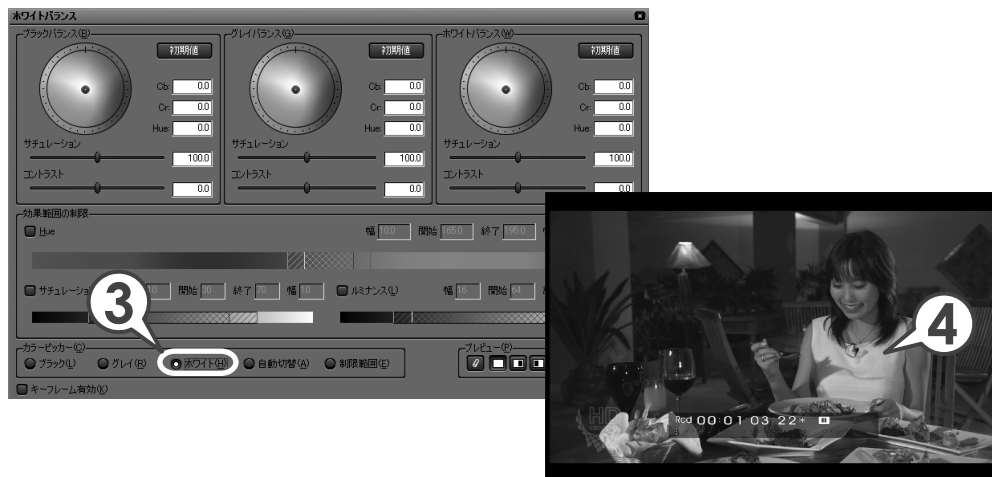 ホワイトバランス
ブラックバランス(B) グレイバランス(G) ホワイトバランス(W)
初期値 初期値 初期値
Cb: 0.0 Cb: 0.0 Cb: 0.0
Cr: 0.0 Cr: 0.0 Cr: 0.0
Hue: 0.0 Hue: 0.0 Hue: 0.0
サチュレーション サチュレーション サチュレーション
100.0 100.0 100.0
コントラスト コントラスト コントラスト
0.0 0.0 0.0
効果範囲の制限
Hue 幅 10.0 開始 165.0 終了 195.0
サチュレーショ 10 開始 30 終了 70 幅 10 ルミナンス(L) 幅 16 開始 64
3
カラーピッカー(C) プレビュー(P)
ブラック(L) グレイ(R) ホワイト(H) 自動切替(A) 制限範囲(E)
キーフレーム有効(K)
4
HD
Rcd 00:01:03:22*